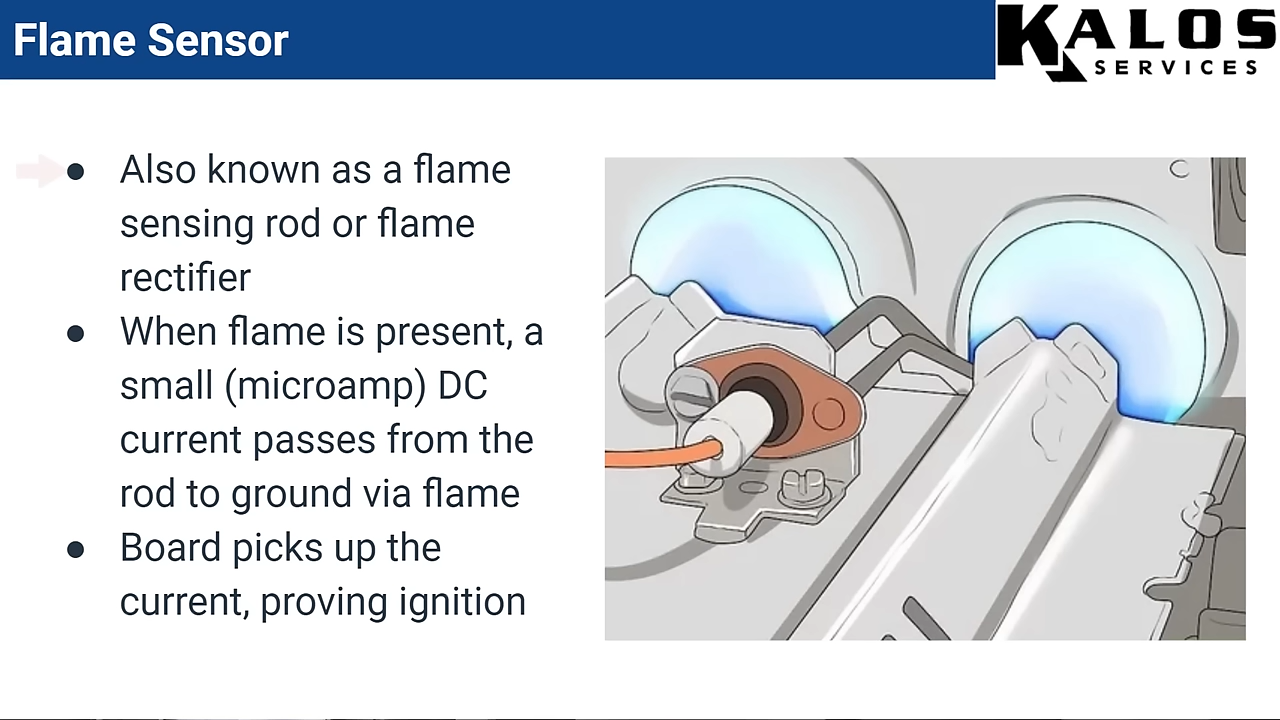 Flame Sensor
KALOS
SERVICES
● Also known as a flame
sensing rod or flame
rectifier
● When flame is present, a
small (microamp) DC
current passes from the
rod to ground via flame
● Board picks up the
current, proving ignition